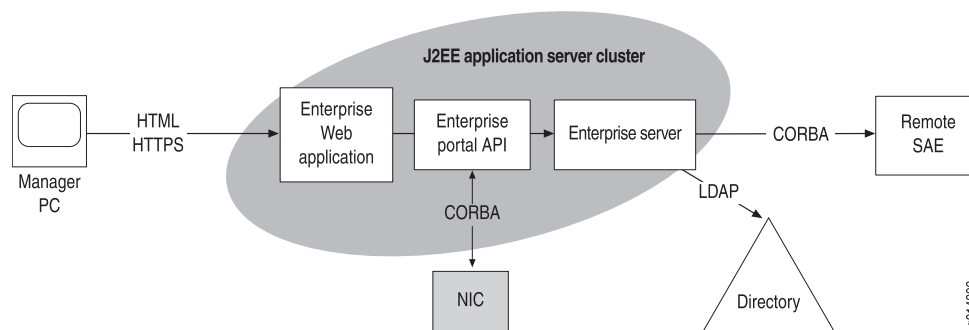 J2EE application server cluster
HTML
HTTPS
Enterprise
Web
application
Enterprise
portal API
Enterprise server
CORBA
Remote
SAE
Manager
PC
LDAP
CORBA
NIC
Directory